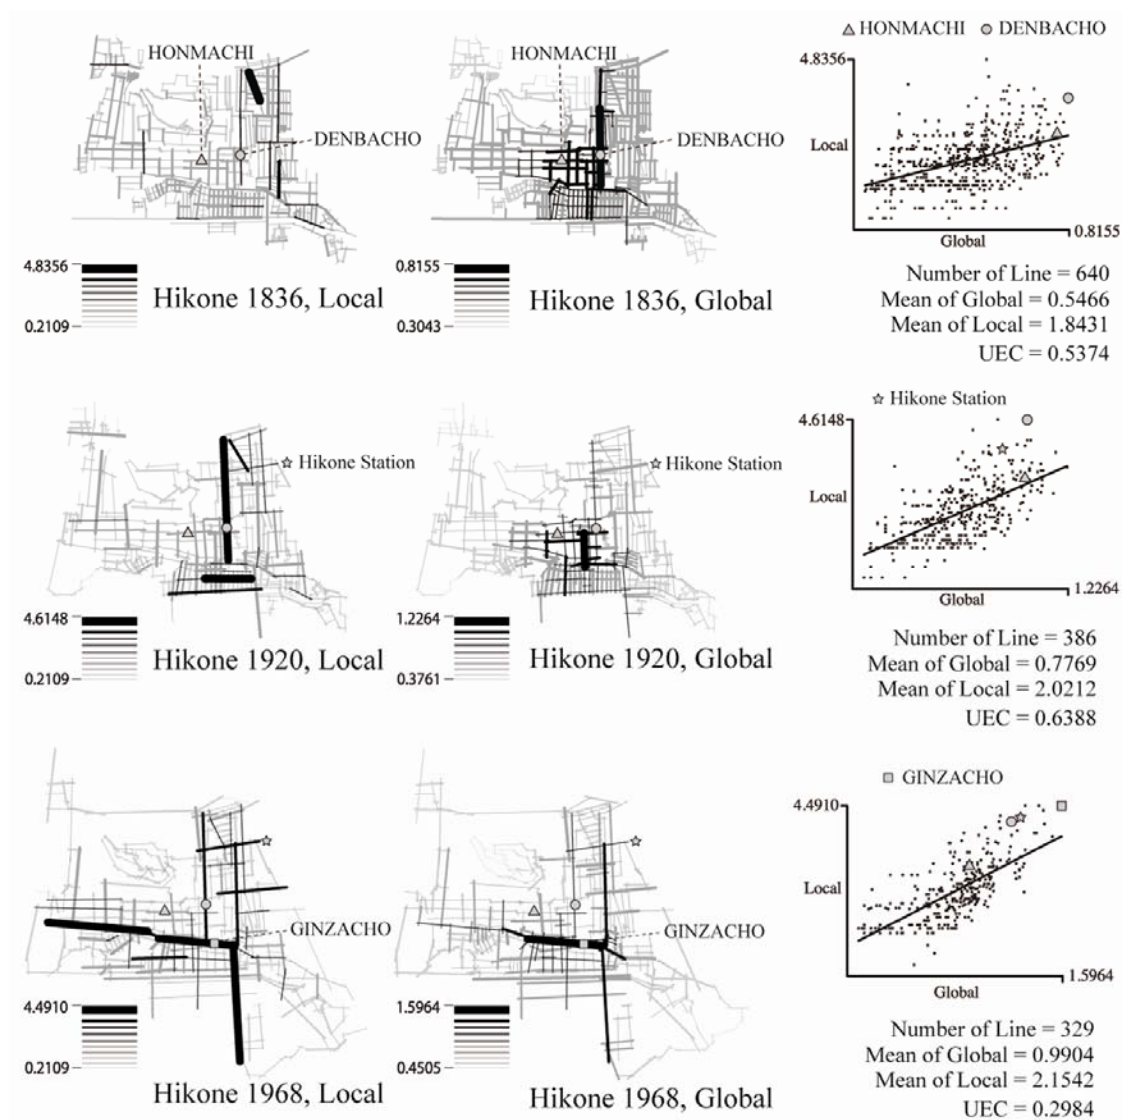 HONMACHI
DENBACHO
4.8356
0.2109
Hikone 1836, Local
HONMACHI
DENBACHO
0.8155
0.3043
Hikone 1836, Global
HONMACHI DENBACHO
4.8356
Local
Global
0.8155
Number of Line = 640
Mean of Global = 0.5466
Mean of Local = 1.8431
UEC = 0.5374
Hikone Station
4.6148
0.2109
Hikone 1920, Local
Hikone Station
1.2264
0.3761
Hikone 1920, Global
Hikone Station
4.6148
Local
Global
1.2264
Number of Line = 386
Mean of Global = 0.7769
Mean of Local = 2.0212
UEC = 0.6388
GINZACHO
4.4910
0.2109
Hikone 1968, Local
GINZACHO
1.5964
0.4505
Hikone 1968, Global
GINZACHO
4.4910
Local
Global
1.5964
Number of Line = 329
Mean of Global = 0.9904
Mean of Local = 2.1542
UEC = 0.2984